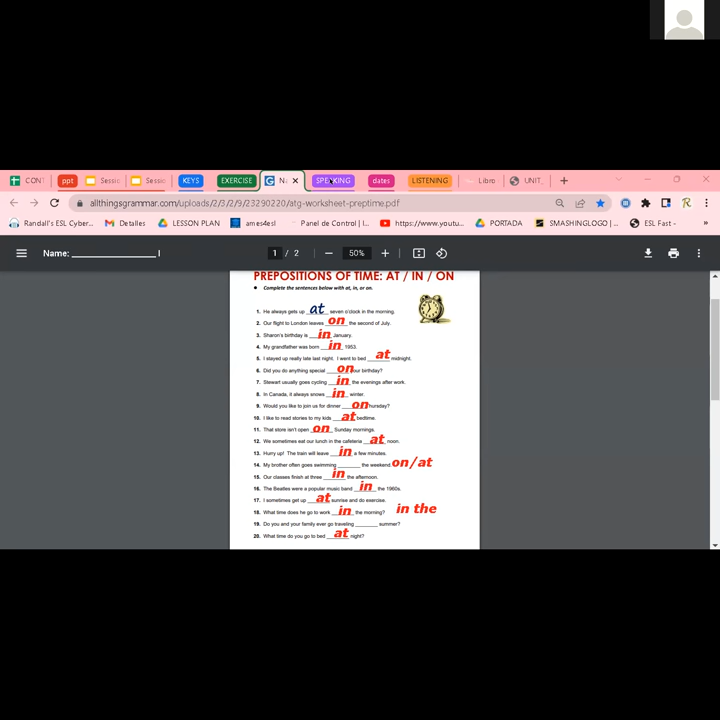 CON
ppt
Sessic
Sessic
KEYS
EXERCISE
SPEAKING
dates
LISTENING
Libro
UNIT_
allthingsgrammar.com/uploads/2/3/2/9/23290220/atg-worksheet-preptime.pdf
Randall's ESL Cyber...
Detalles
LESSON PLAN
ames4esl
Panel de Control | ...
https://www.youtu...
PORTADA
SMASHINGLOGO | ...
ESL Fast -
»
Name: ______________ l
1 / 2
50%
PREPOSITIONS OF TIME: AT / IN / ON
Complete the sentences below with at, in, or on.
1. He always gets up at seven o'clock in the morning.
2. Our flight to London leaves on the second of July.
3. Sharon's birthday is in January.
4. My grandfather was born in 1953.
5. I stayed up really late last night. I went to bed at midnight.
6. Did you do anything special on our birthday?
7. Stewart usually goes cycling in the evenings after work.
8. In Canada, it always snows in winter.
9. Would you like to join us for dinner on hursday?
10. I like to read stories to my kids at bedtime.
11. That store isn't open on Sunday mornings.
12. We sometimes eat our lunch in the cafeteria at noon.
13. Hurry up! The train will leave in a few minutes.
14. My brother often goes swimming ________ the weekend. on/at
15. Our classes finish at three in the afternoon.
16. The Beatles were a popular music band in the 1960s.
17. I sometimes get up at sunrise and do exercise.
18. What time does he go to work in the morning? in the
19. Do you and your family ever go traveling ________ summer?
20. What time do you go to bed at night?